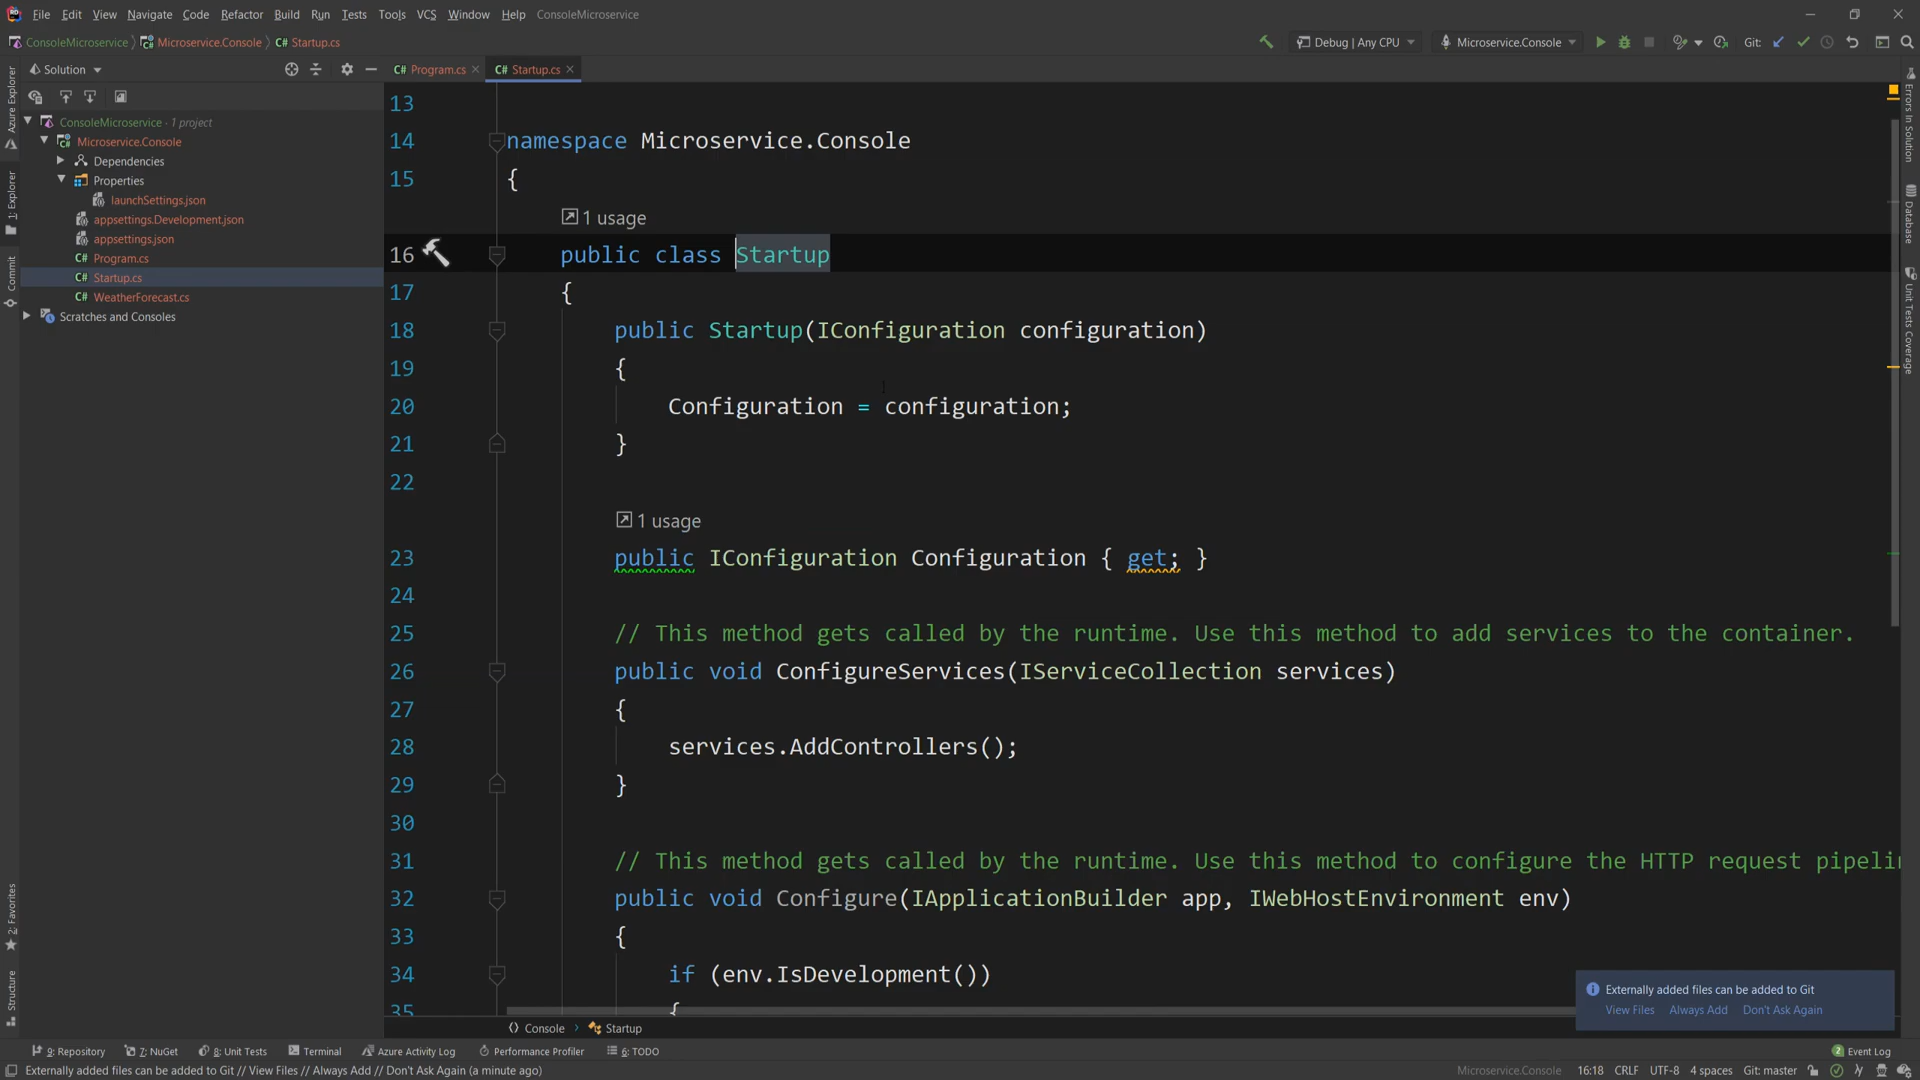 File Edit View Navigate Code Refactor Build Run Tests Tools VCS Window Help ConsoleMicroservice
ConsoleMicroservice Microservice.Console C# Startup.cs
Debug | Any CPU Microservice.Console Git:
Solution
C# Program.cs C# Startup.cs
ConsoleMicroservice · 1 project
Microservice.Console
Dependencies
Properties
launchSettings.json
appsettings.Development.json
appsettings.json
C# Program.cs
C# Startup.cs
C# WeatherForecast.cs
Scratches and Consoles
Azure Explorer
1: Explorer
Commit
2: Favorites
Structure
13
14 namespace Microservice.Console
15 {
1 usage
16 public class Startup
17 {
18 public Startup(IConfiguration configuration)
19 {
20 Configuration = configuration;
21 }
22
1 usage
23 public IConfiguration Configuration { get; }
24
25 // This method gets called by the runtime. Use this method to add services to the container.
26 public void ConfigureServices(IServiceCollection services)
27 {
28 services.AddControllers();
29 }
30
31 // This method gets called by the runtime. Use this method to configure the HTTP request pipelin
32 public void Configure(IApplicationBuilder app, IWebHostEnvironment env)
33 {
34 if (env.IsDevelopment())
35 {
Errors In Solution
Database
Unit Tests Coverage
Externally added files can be added to Git
View Files Always Add Don't Ask Again
Console Startup
9: Repository 7: NuGet 8: Unit Tests Terminal Azure Activity Log Performance Profiler 6: TODO 2 Event Log
Externally added files can be added to Git // View Files // Always Add // Don't Ask Again (a minute ago) Microservice.Console 16:18 CRLF UTF-8 4 spaces Git: master